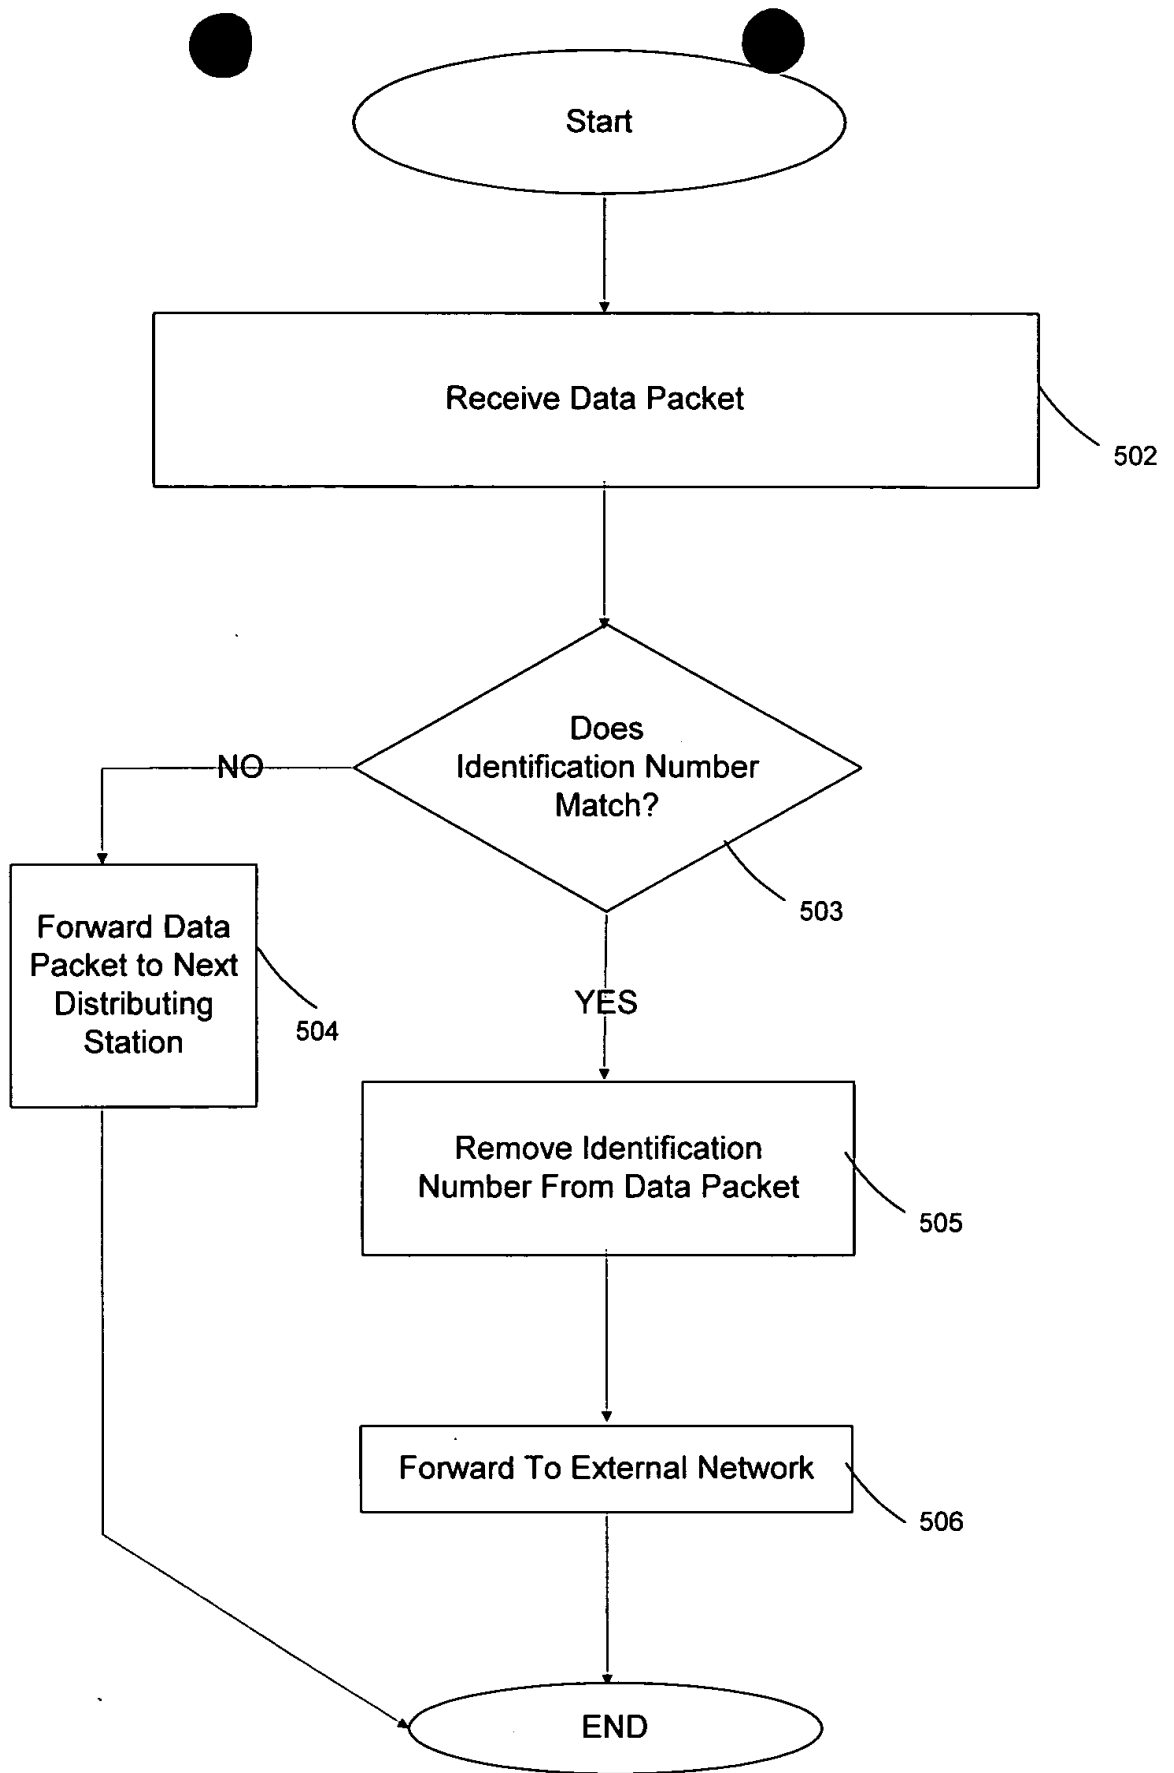 Start
Receive Data Packet
502
Does
Identification Number
Match?
503
NO
Forward Data
Packet to Next
Distributing
Station
504
YES
Remove Identification
Number From Data Packet
505
Forward To External Network
506
END